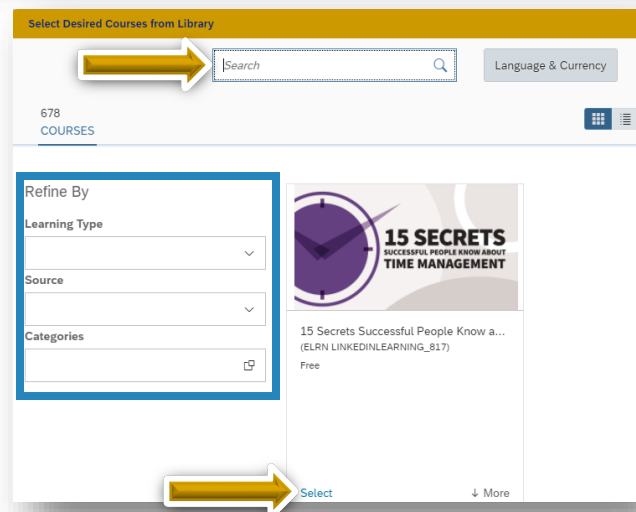 Select Desired Courses from Library
Search
Language & Currency
678
COURSES
Refine By
Learning Type
Source
Categories
15 SECRETS
SUCCESSFUL PEOPLE KNOW ABOUT
TIME MANAGEMENT
15 Secrets Successful People Know a...
(ELRN LINKEDINLEARNING_817)
Free
Select
↓ More